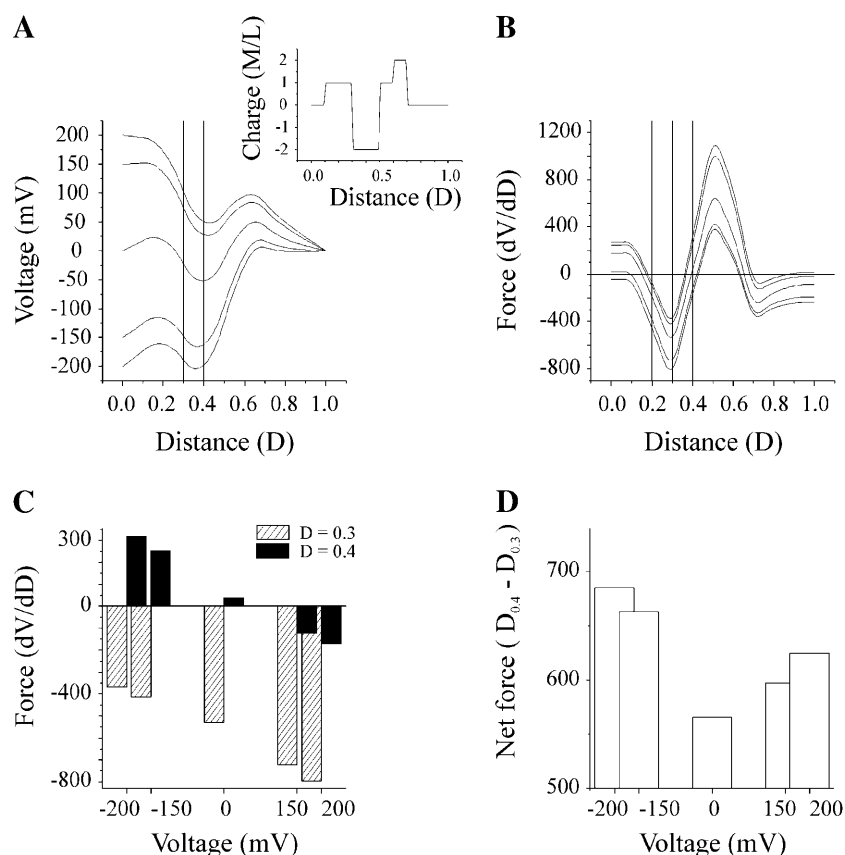 A
Charge (M/L)
2
1
0
-1
-2
0.0 0.5 1.0
Distance (D)
Voltage (mV)
200
150
100
50
0
-50
-100
-150
-200
0.0 0.2 0.4 0.6 0.8 1.0
Distance (D)
B
Force (dV/dD)
1200
800
400
0
-400
-800
0.0 0.2 0.4 0.6 0.8 1.0
Distance (D)
C
D = 0.3
D = 0.4
Force (dV/dD)
300
0
-400
-800
-200 -150 0 150 200
Voltage (mV)
D
Net force ( D0.4 - D0.3 )
700
600
500
-200 -150 0 150 200
Voltage (mV)